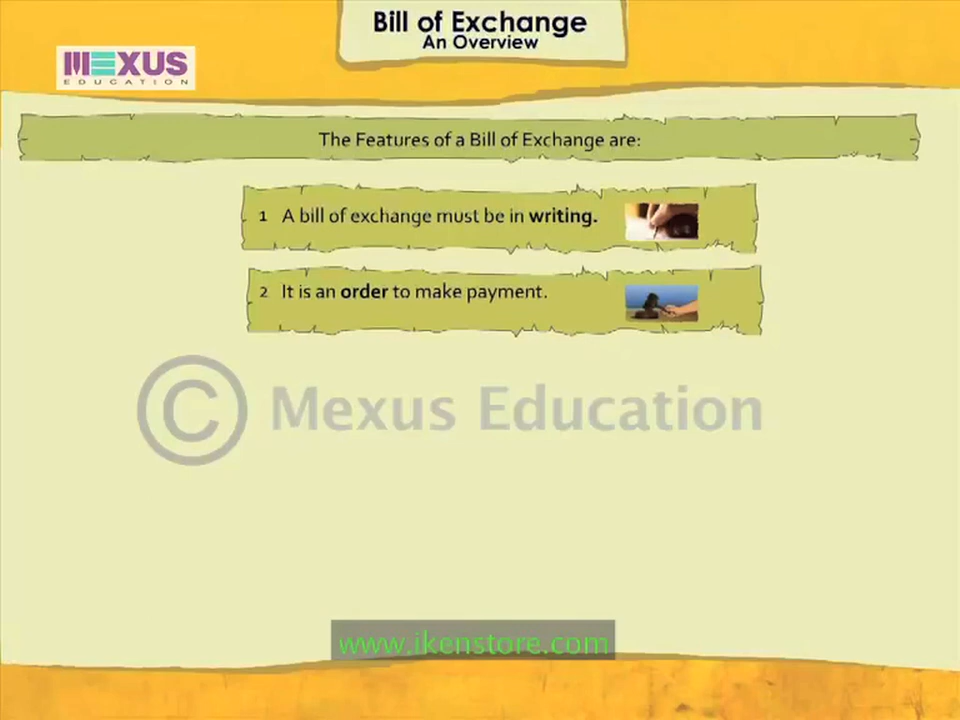 Bill of Exchange
An Overview
MEXUS
EDUCATION
The Features of a Bill of Exchange are:
1 A bill of exchange must be in writing.
2 It is an order to make payment.
© Mexus Education
www.ikenstore.com